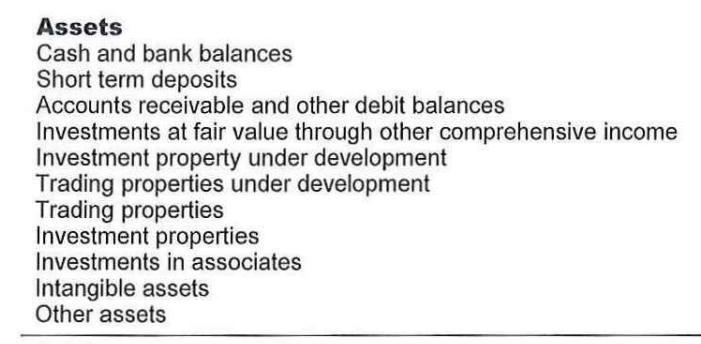 Assets
Cash and bank balances
Short term deposits
Accounts receivable and other debit balances
Investments at fair value through other comprehensive income
Investment property under development
Trading properties under development
Trading properties
Investment properties
Investments in associates
Intangible assets
Other assets